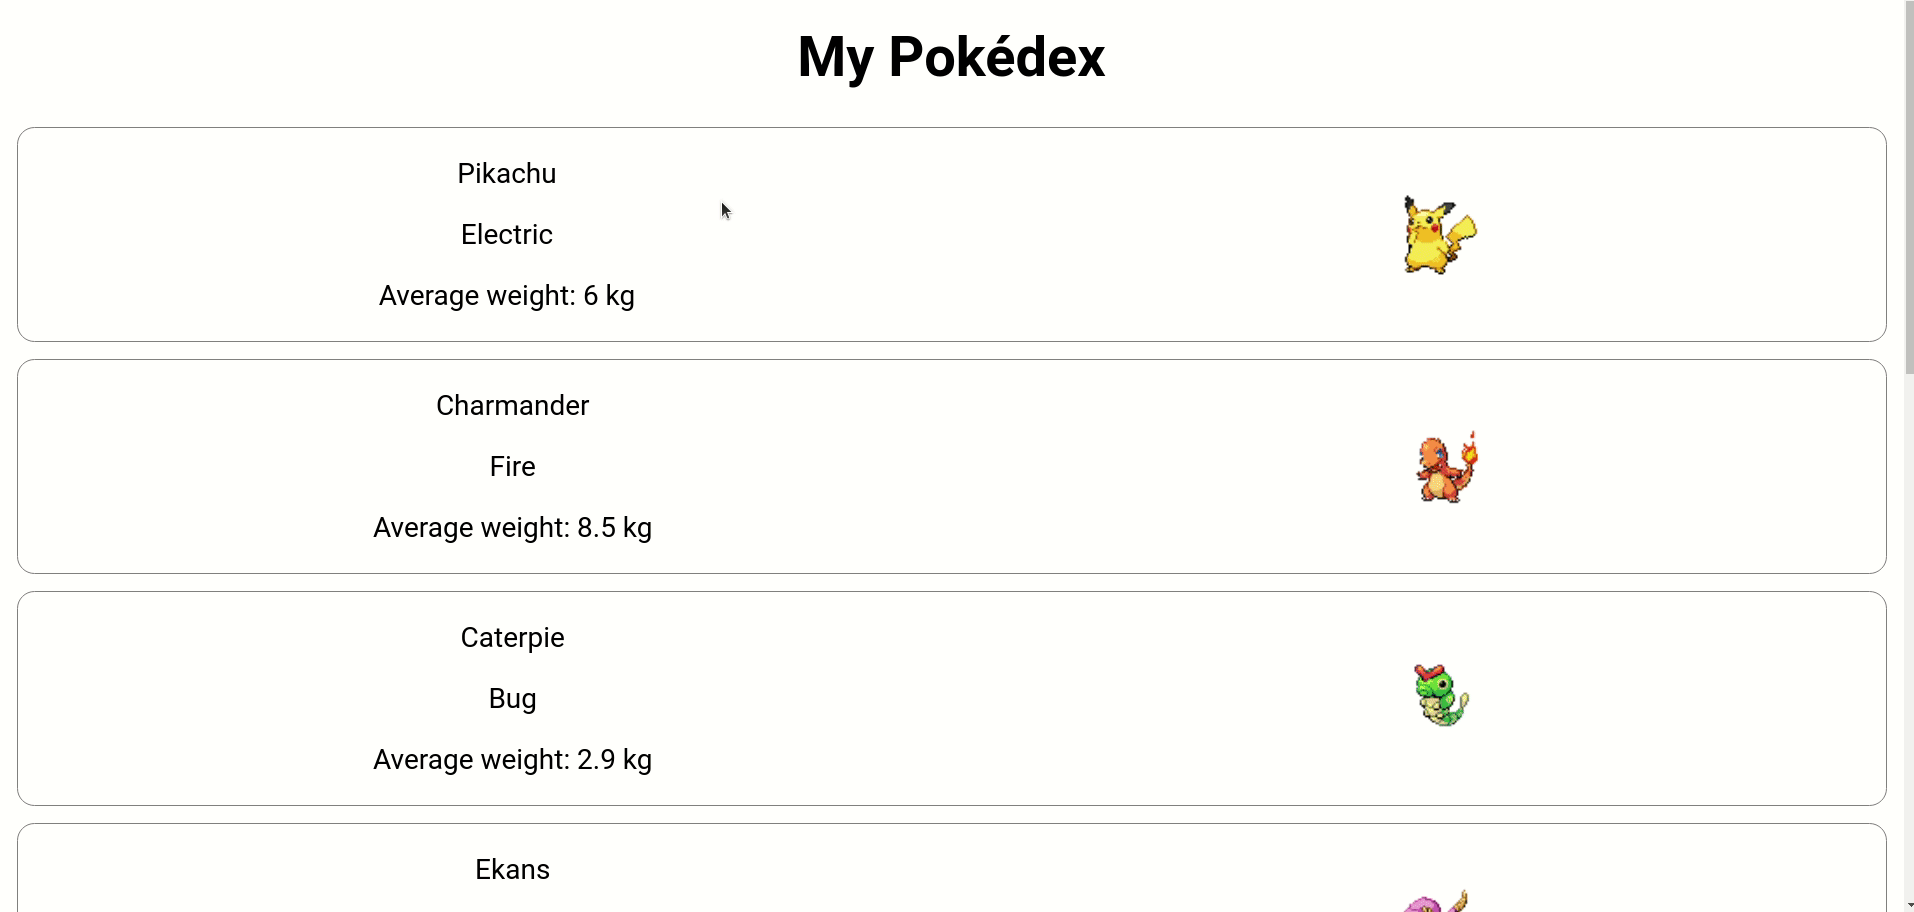 My Pokédex
Pikachu
Electric
Average weight: 6 kg
Charmander
Fire
Average weight: 8.5 kg
Caterpie
Bug
Average weight: 2.9 kg
Ekans